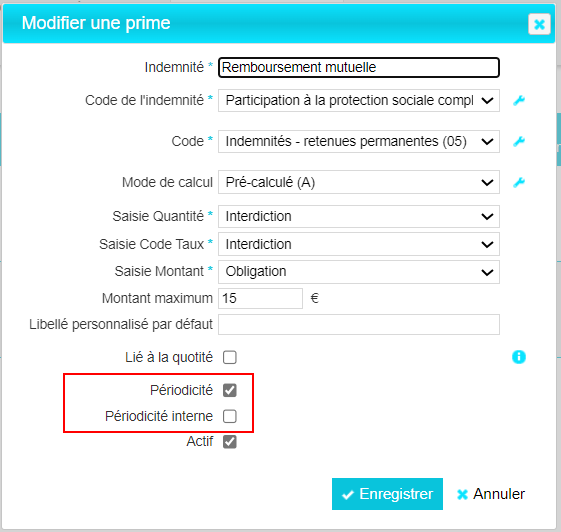 Modifier une prime
Indemnité * Remboursement mutuelle
Code de l'indemnité * Participation à la protection sociale compl
Code * Indemnités - retenues permanentes (05)
Mode de calcul Pré-calculé (A)
Saisie Quantité * Interdiction
Saisie Code Taux * Interdiction
Saisie Montant * Obligation
Montant maximum 15 €
Libellé personnalisé par défaut
Lié à la quotité
Périodicité
Périodicité interne
Actif
Enregistrer Annuler